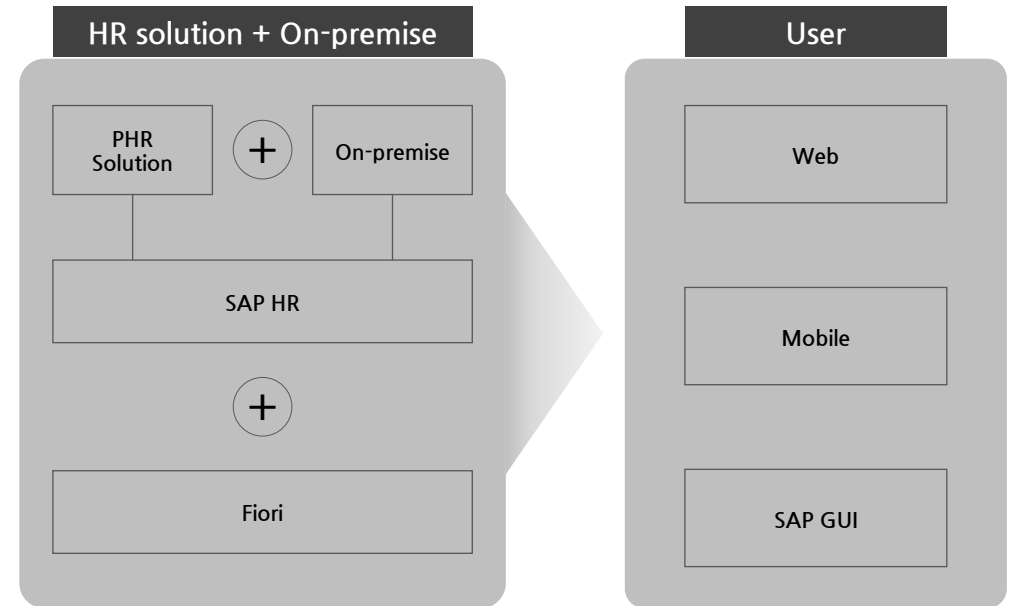 HR solution + On-premise
PHR
Solution
+
On-premise
SAP HR
+
Fiori
User
Web
Mobile
SAP GUI